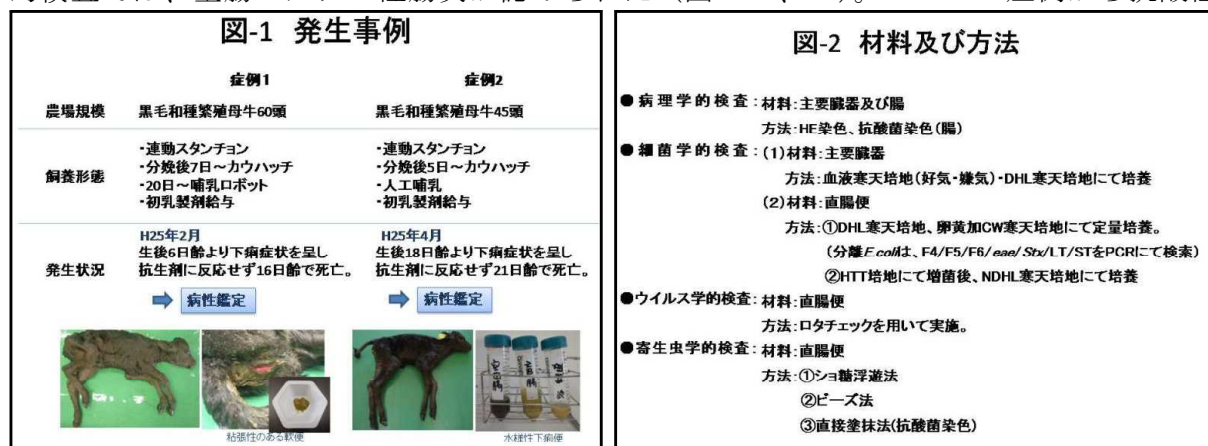 図-1 発生事例
症例1 症例2
農場規模 黒毛和種繁殖母牛60頭 黒毛和種繁殖母牛45頭
飼養形態
・連動スタンチョン
・分娩後7日～カウハッチ
・20日～哺乳ロボット
・初乳製剤給与
・連動スタンチョン
・分娩後5日～カウハッチ
・人工哺乳
・初乳製剤給与
発生状況
H25年2月
生後6日齢より下痢症状を呈し
抗生剤に反応せず16日齢で死亡。
病性鑑定
H25年4月
生後18日齢より下痢症状を呈し
抗生剤に反応せず21日齢で死亡。
病性鑑定
粘張性のある軟便
水様性下痢便
図-2 材料及び方法
●病理学的検査：材料：主要臓器及び腸
方法：HE染色、抗酸菌染色（腸）
●細菌学的検査：（1）材料：主要臓器
方法：血液寒天培地（好気・嫌気）・DHL寒天培地にて培養
（2）材料：直腸便
方法：①DHL寒天培地、卵黄加CW寒天培地にて定量培養。
（分離E.coliは、F4/F5/F6/eae/Stx/LT/STをPCRにて検索）
②HTT培地にて増菌後、NDHL寒天培地にて培養
●ウイルス学的検査：材料：直腸便
方法：ロタチェックを用いて実施。
●寄生虫学的検査：材料：直腸便
方法：①ショ糖浮遊法
②ビーズ法
③直接塗抹法（抗酸菌染色）